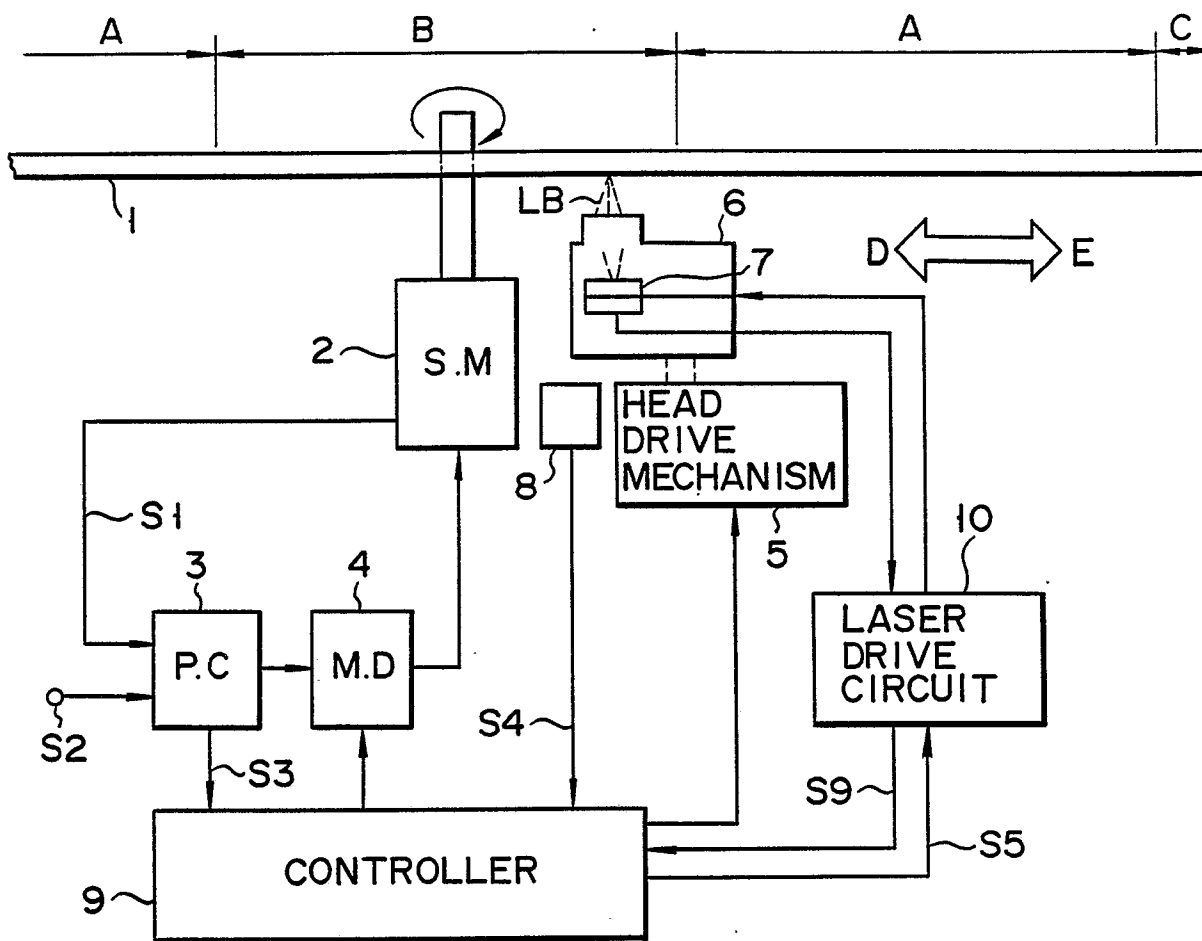 A B A C
1
LB
6
7
D E
2
S.M
HEAD
DRIVE
MECHANISM
8
5
S1
3
4
10
P.C
M.D
LASER
DRIVE
CIRCUIT
S2
S4
S3
S9
S5
CONTROLLER
9